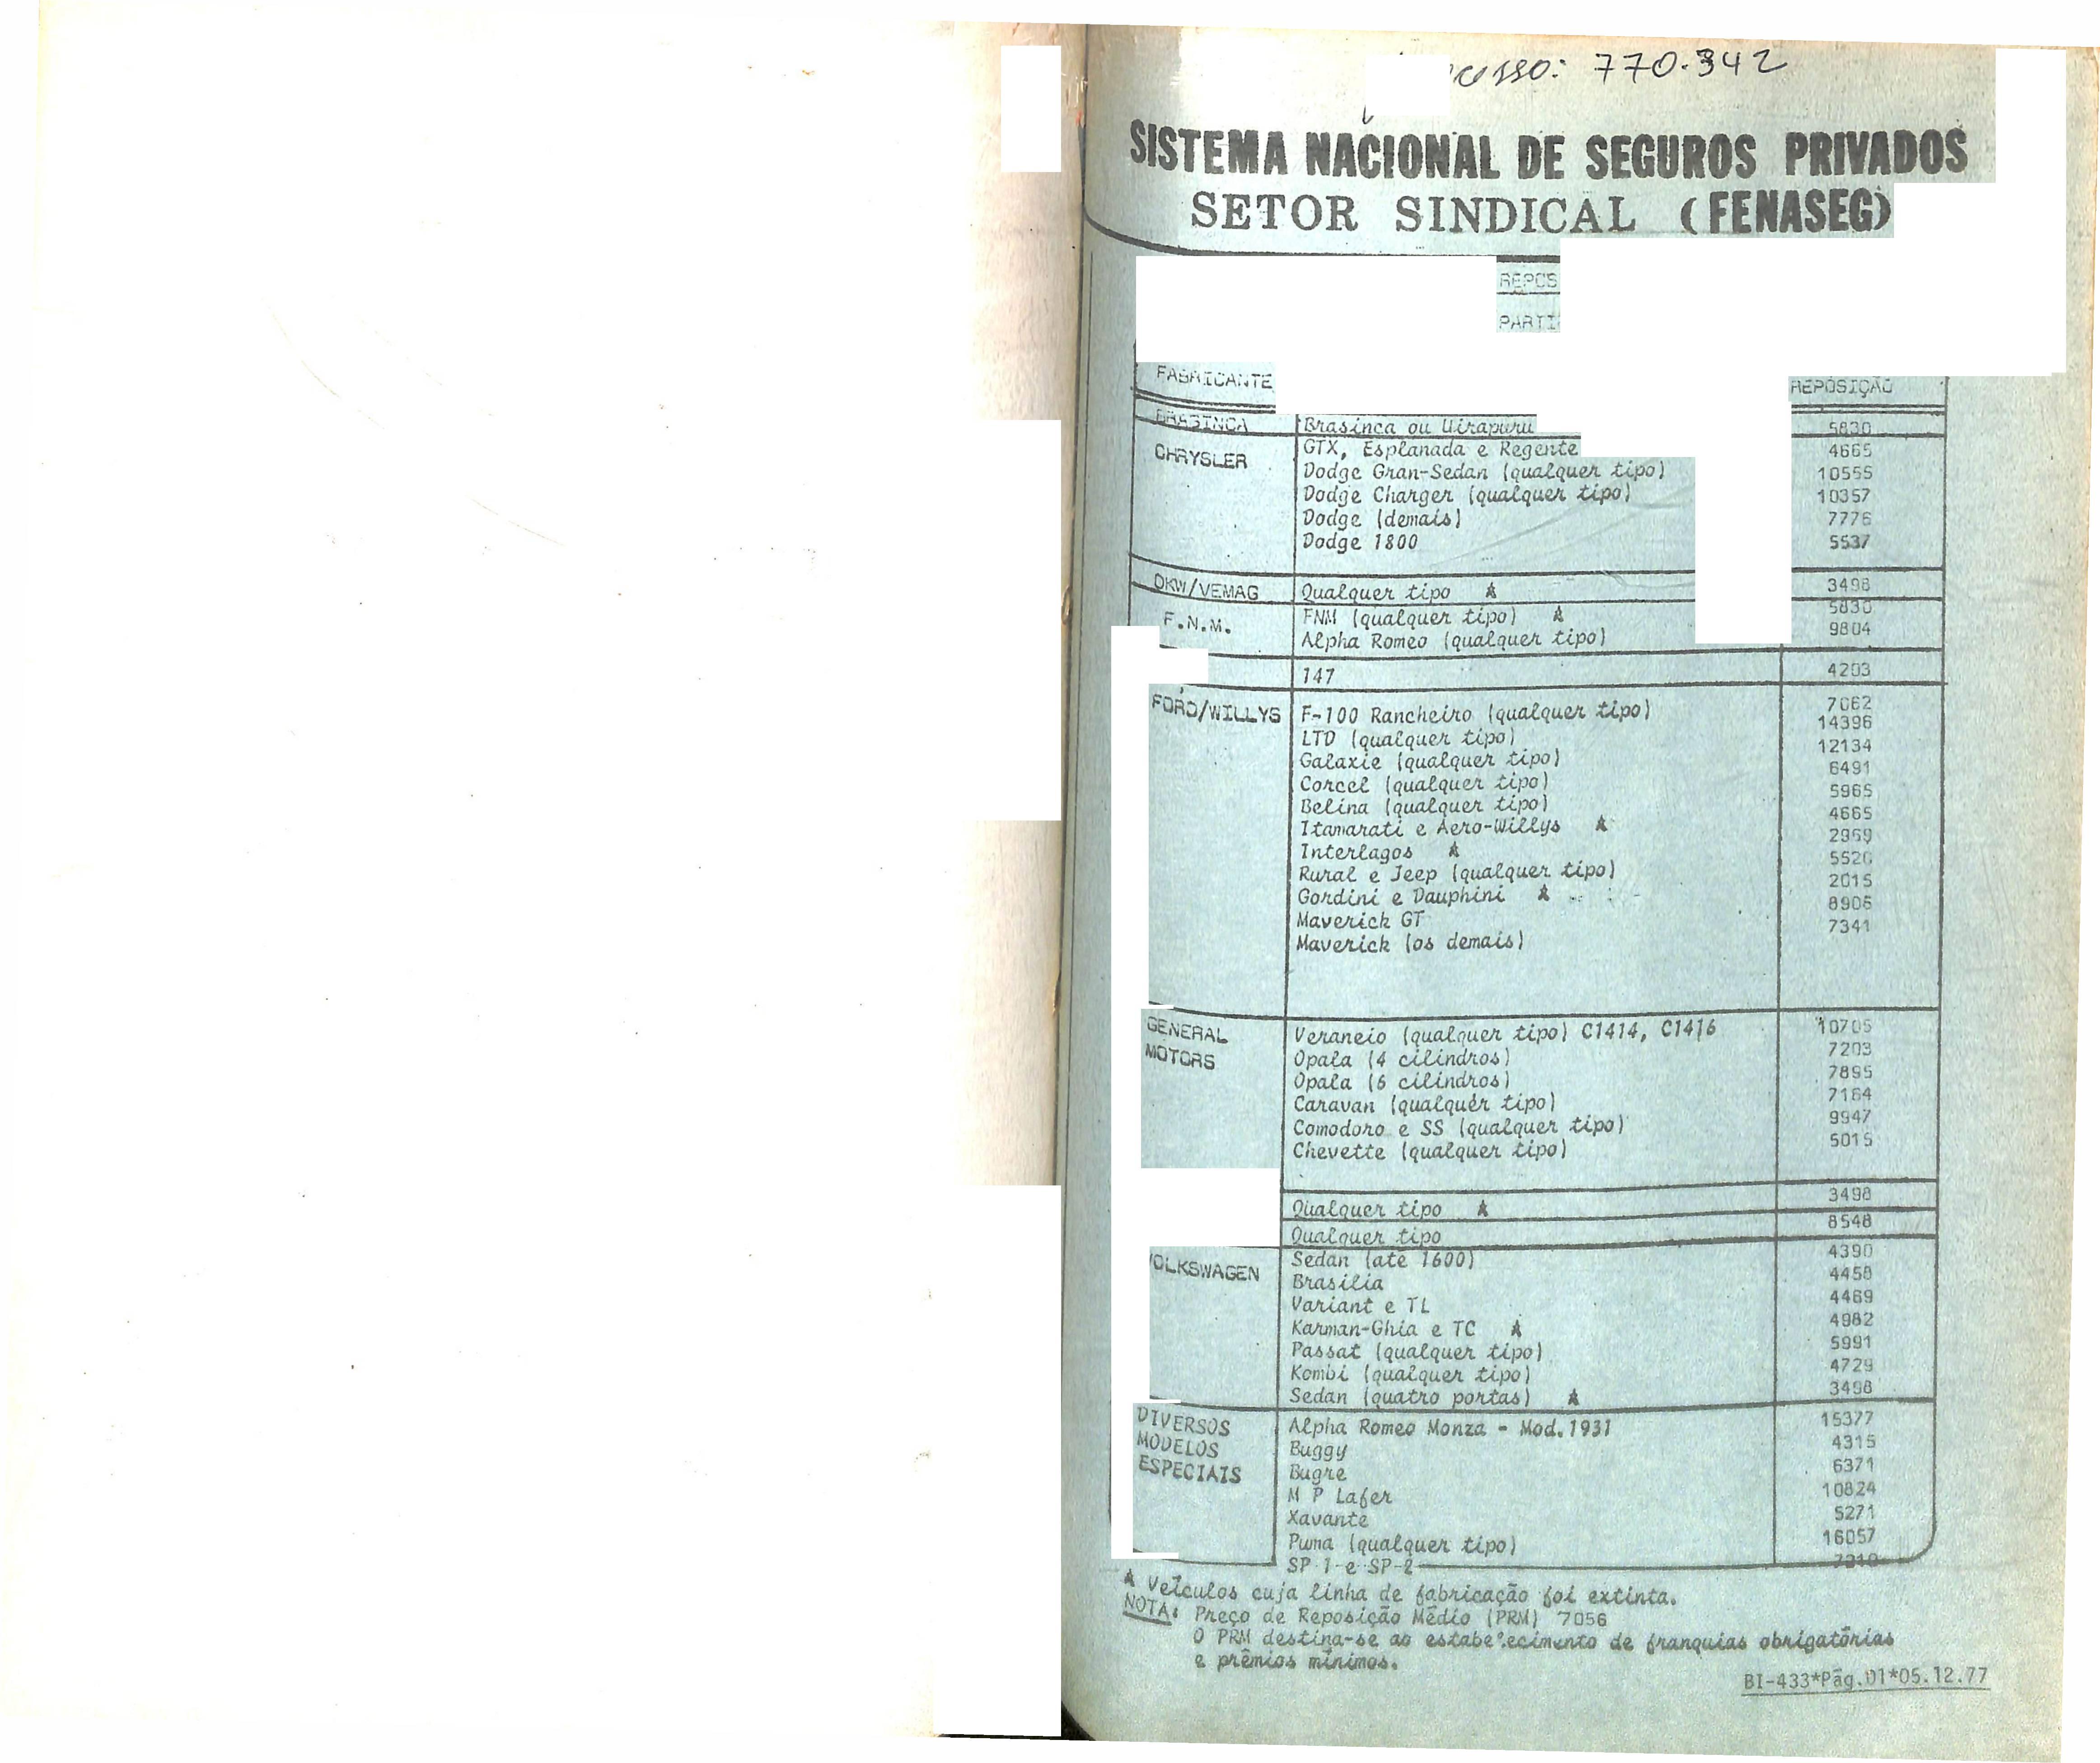 770.342
SISTEMA NACIONAL DE SEGUROS PRIVADOS
SETOR SINDICAL (FENASEG)
REPOS
PARTI
FABRICANTE REPOSIÇÃO
BRASINCA Brasinca ou Uirapuru 5830
CHRYSLER GTX, Esplanada e Regente 4665
Dodge Gran-Sedan (qualquer tipo) 10555
Dodge Charger (qualquer tipo) 10357
Dodge (demais) 7776
Dodge 1800 5537
DKW/VEMAG Qualquer tipo 3498
F.N.M. FNM (qualquer tipo) 5830
Alpha Romeo (qualquer tipo) 9804
147 4203
FORD/WILLYS F-100 Rancheiro (qualquer tipo) 7062
LTD (qualquer tipo) 14396
Galaxie (qualquer tipo) 12134
Corcel (qualquer tipo) 6491
Belina (qualquer tipo) 5965
Itamarati e Aero-Willys 4665
Interlagos 2969
Rural e Jeep (qualquer tipo) 5520
Gordini e Dauphini 2015
Maverick GT 8906
Maverick (os demais) 7341
GENERAL MOTORS Veraneio (qualquer tipo) C1414, C1416 10705
Opala (4 cilindros) 7203
Opala (6 cilindros) 7895
Caravan (qualquer tipo) 7164
Comodoro e SS (qualquer tipo) 9947
Chevette (qualquer tipo) 5015
Qualquer tipo 3498
Qualquer tipo 8548
OLKSWAGEN Sedan (até 1600) 4390
Brasilia 4458
Variant e TL 4469
Karman-Ghia e TC 4982
Passat (qualquer tipo) 5991
Kombi (qualquer tipo) 4729
Sedan (quatro portas) 3498
DIVERSOS MODELOS ESPECIAIS Alpha Romeo Monza - Mod.1931 15377
Buggy 4315
Bugre 6371
M P Lafer 10824
Xavante 5271
Puma (qualquer tipo) 16057
SP 1 e SP-2 7210
Veículos cuja linha de fabricação foi extinta.
NOTA: Preço de Reposição Médio (PRM) 7056
O PRM destina-se ao estabelecimento de franquias obrigatórias
e prêmios mínimos.
BI-433*Pág.01*05.12.77